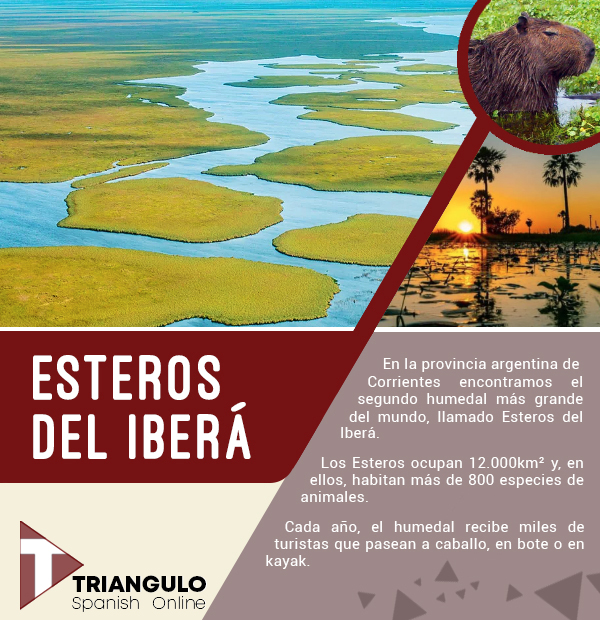 ESTEROS
DEL IBERÁ
En la provincia argentina de
Corrientes encontramos el
segundo humedal más grande
del mundo, llamado Esteros del
Iberá.
Los Esteros ocupan 12.000km² y, en
ellos, habitan más de 800 especies de
animales.
Cada año, el humedal recibe miles de
turistas que pasean a caballo, en bote o en
kayak.
T
TRIANGULO
Spanish Online